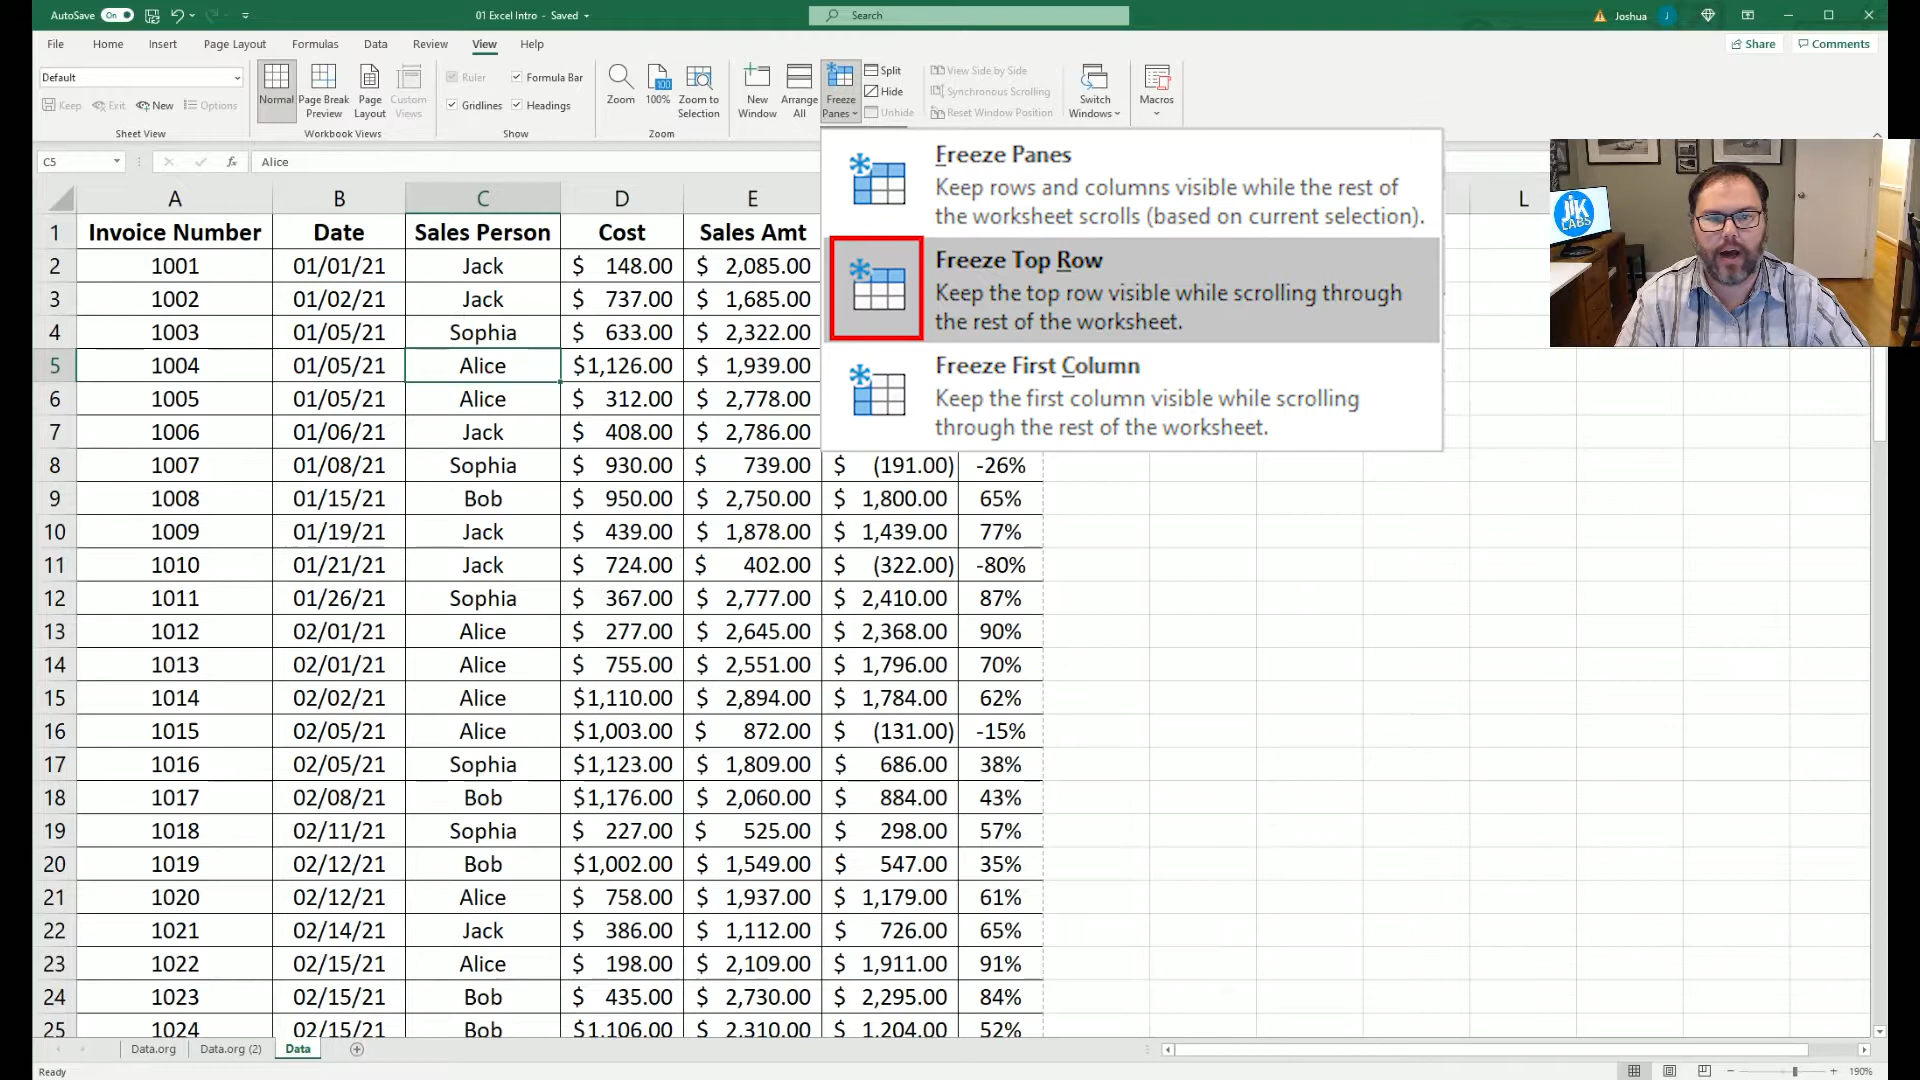 AutoSave On 01 Excel Intro - Saved Search Joshua J
File Home Insert Page Layout Formulas Data Review View Help Share Comments
Default
Keep Exit New Options
Sheet View
Normal Page Break Preview Page Layout Custom Views
Workbook Views
Ruler Formula Bar
Gridlines Headings
Show
Zoom 100% Zoom to Selection
Zoom
New Window Arrange All Freeze Panes
Split
Hide
Unhide
View Side by Side
Synchronous Scrolling
Reset Window Position
Switch Windows
Macros
C5 fx Alice
Freeze Panes
Keep rows and columns visible while the rest of
the worksheet scrolls (based on current selection).
Freeze Top Row
Keep the top row visible while scrolling through
the rest of the worksheet.
Freeze First Column
Keep the first column visible while scrolling
through the rest of the worksheet.
JiK LABS
A B C D E L
1 Invoice Number Date Sales Person Cost Sales Amt
2 1001 01/01/21 Jack $ 148.00 $ 2,085.00
3 1002 01/02/21 Jack $ 737.00 $ 1,685.00
4 1003 01/05/21 Sophia $ 633.00 $ 2,322.00
5 1004 01/05/21 Alice $1,126.00 $ 1,939.00
6 1005 01/05/21 Alice $ 312.00 $ 2,778.00
7 1006 01/06/21 Jack $ 408.00 $ 2,786.00
8 1007 01/08/21 Sophia $ 930.00 $ 739.00 $ (191.00) -26%
9 1008 01/15/21 Bob $ 950.00 $ 2,750.00 $ 1,800.00 65%
10 1009 01/19/21 Jack $ 439.00 $ 1,878.00 $ 1,439.00 77%
11 1010 01/21/21 Jack $ 724.00 $ 402.00 $ (322.00) -80%
12 1011 01/26/21 Sophia $ 367.00 $ 2,777.00 $ 2,410.00 87%
13 1012 02/01/21 Alice $ 277.00 $ 2,645.00 $ 2,368.00 90%
14 1013 02/01/21 Alice $ 755.00 $ 2,551.00 $ 1,796.00 70%
15 1014 02/02/21 Alice $1,110.00 $ 2,894.00 $ 1,784.00 62%
16 1015 02/05/21 Alice $1,003.00 $ 872.00 $ (131.00) -15%
17 1016 02/05/21 Sophia $1,123.00 $ 1,809.00 $ 686.00 38%
18 1017 02/08/21 Bob $1,176.00 $ 2,060.00 $ 884.00 43%
19 1018 02/11/21 Sophia $ 227.00 $ 525.00 $ 298.00 57%
20 1019 02/12/21 Bob $1,002.00 $ 1,549.00 $ 547.00 35%
21 1020 02/12/21 Alice $ 758.00 $ 1,937.00 $ 1,179.00 61%
22 1021 02/14/21 Jack $ 386.00 $ 1,112.00 $ 726.00 65%
23 1022 02/15/21 Alice $ 198.00 $ 2,109.00 $ 1,911.00 91%
24 1023 02/15/21 Bob $ 435.00 $ 2,730.00 $ 2,295.00 84%
25 1024 02/15/21 Bob $1,106.00 $ 2,310.00 $ 1,204.00 52%
Data.org Data.org (2) Data
Ready 190%